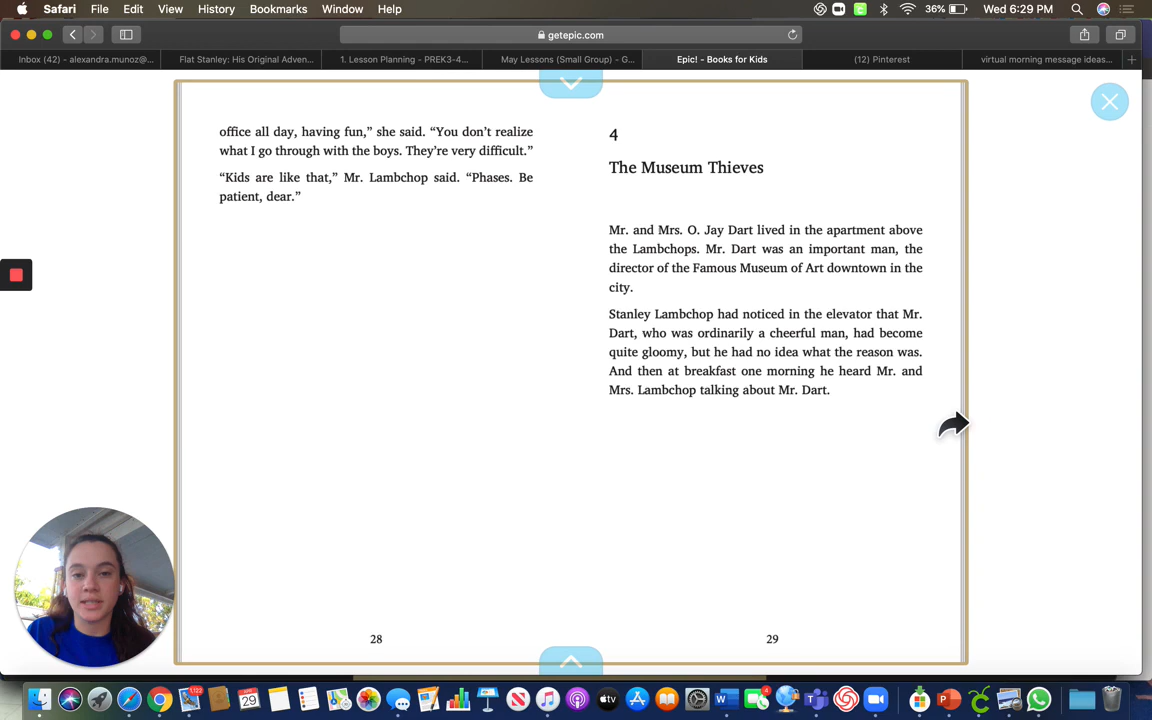 Safari File Edit View History Bookmarks Window Help 36% Wed 6:29 PM
getepic.com
Inbox (42) - alexandra.munoz@... Flat Stanley: His Original Adven... 1. Lesson Planning - PREK3-4... May Lessons (Small Group) - G... Epic! - Books for Kids (12) Pinterest virtual morning message ideas...
office all day, having fun,” she said. “You don’t realize
what I go through with the boys. They’re very difficult.”
“Kids are like that,” Mr. Lambchop said. “Phases. Be
patient, dear.”
28
4
The Museum Thieves
Mr. and Mrs. O. Jay Dart lived in the apartment above
the Lambchops. Mr. Dart was an important man, the
director of the Famous Museum of Art downtown in the
city.
Stanley Lambchop had noticed in the elevator that Mr.
Dart, who was ordinarily a cheerful man, had become
quite gloomy, but he had no idea what the reason was.
And then at breakfast one morning he heard Mr. and
Mrs. Lambchop talking about Mr. Dart.
29
1,122
APR
29
tv
4